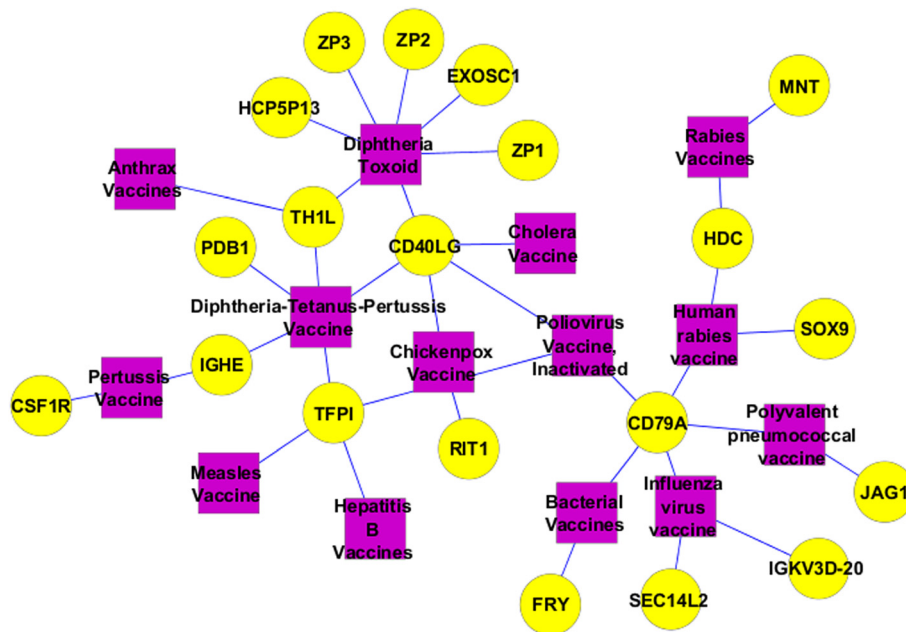 ZP3
ZP2
EXOSC1
MNT
HCP5P13
Diphtheria
Toxoid
ZP1
Rabies
Vaccines
Anthrax
Vaccines
TH1L
CD40LG
Cholera
Vaccine
HDC
PDB1
Diphtheria-Tetanus-Pertussis
Vaccine
Poliovirus
Vaccine,
Inactivated
Human
rabies
vaccine
SOX9
IGHE
Chickenpox
Vaccine
Pertussis
Vaccine
CSF1R
TFPI
RIT1
CD79A
Polyvalent
pneumococcal
vaccine
Measles
Vaccine
JAG1
Hepatitis
B
Vaccines
Bacterial
Vaccines
Influenza
virus
vaccine
IGKV3D-20
FRY
SEC14L2